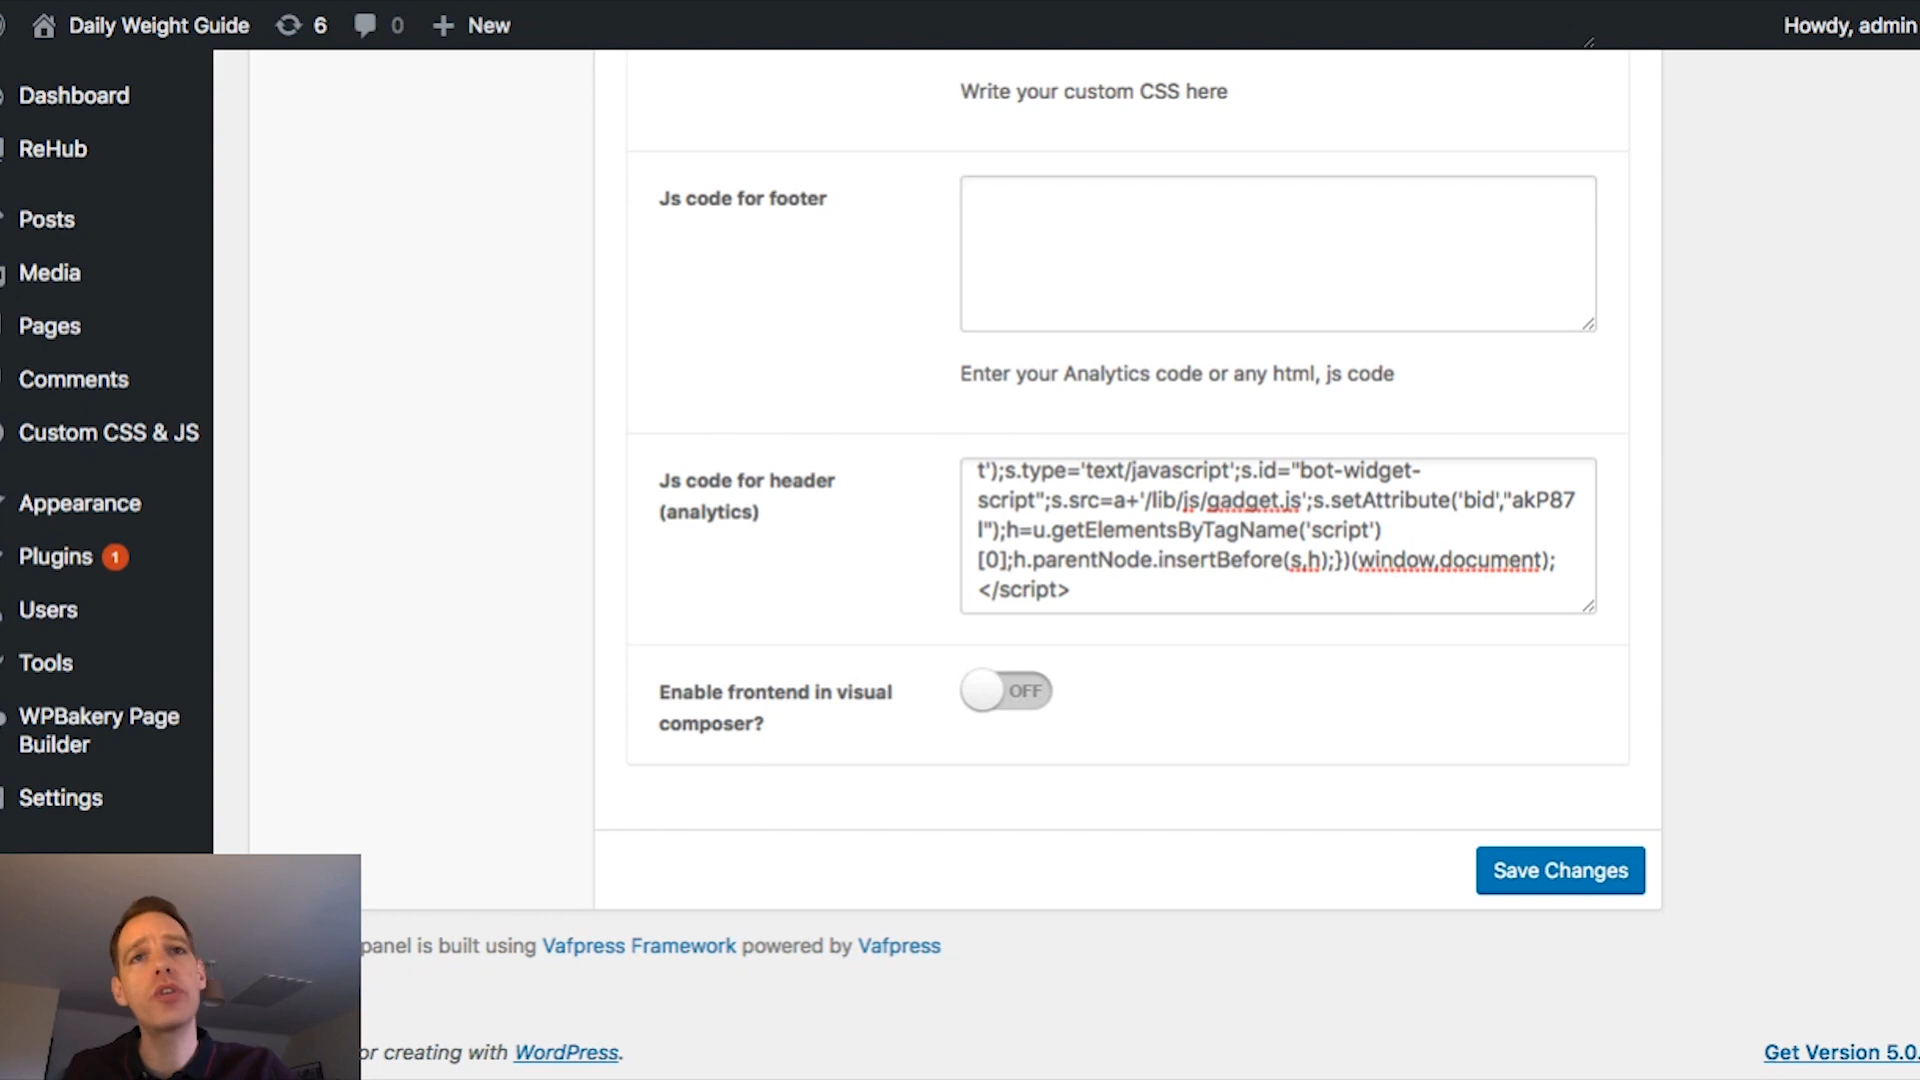 Daily Weight Guide 6 0 New Howdy, admin
Dashboard
ReHub
Posts
Media
Pages
Comments
Custom CSS & JS
Appearance
Plugins 1
Users
Tools
WPBakery Page
Builder
Settings
Write your custom CSS here
Js code for footer
Enter your Analytics code or any html, js code
Js code for header
(analytics)
t');s.type='text/javascript';s.id="bot-widget-
script";s.src=a+'/lib/js/gadget.js';s.setAttribute('bid',"akP87
l");h=u.getElementsByTagName('script')
[0];h.parentNode.insertBefore(s,h);})(window,document);
</script>
Enable frontend in visual
composer?
OFF
Save Changes
panel is built using Vafpress Framework powered by Vafpress
or creating with WordPress.
Get Version 5.0.